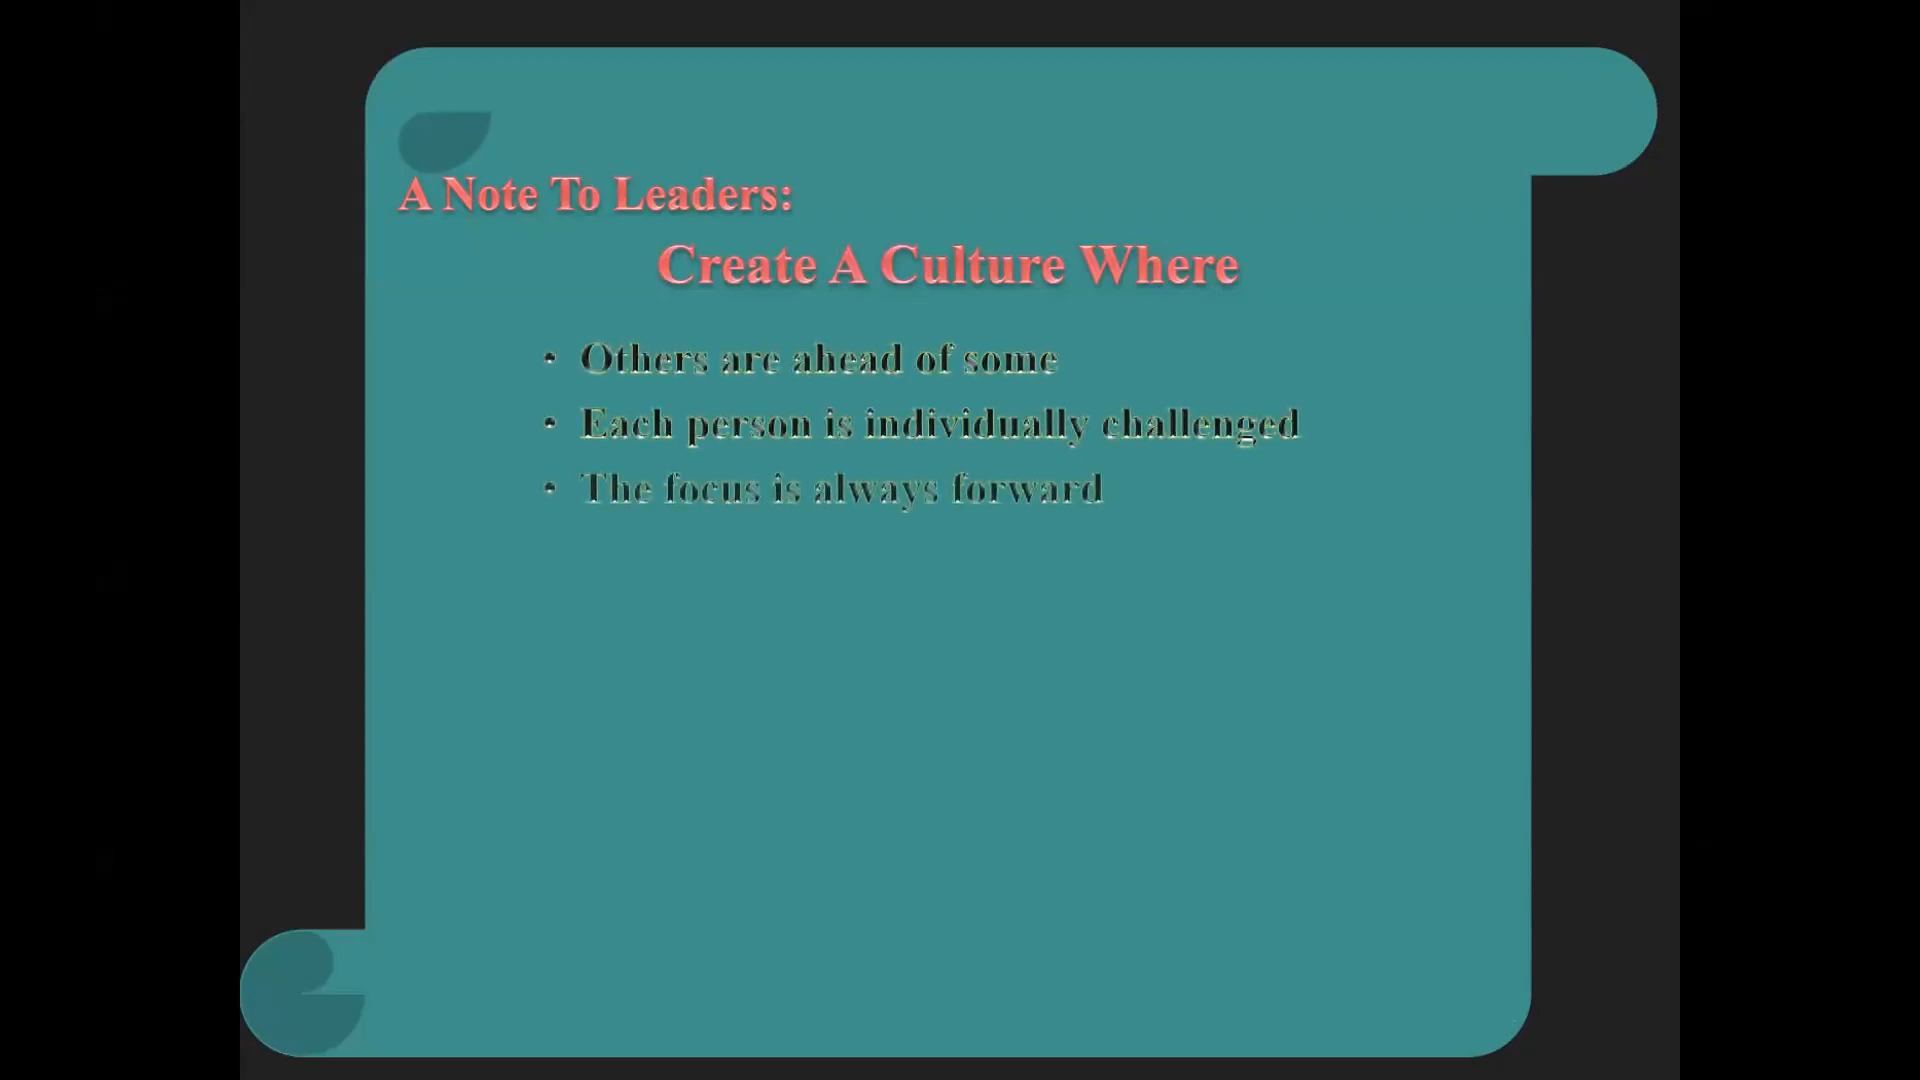 A Note To Leaders:
Create A Culture Where
• Others are ahead of some
• Each person is individually challenged
• The focus is always forward